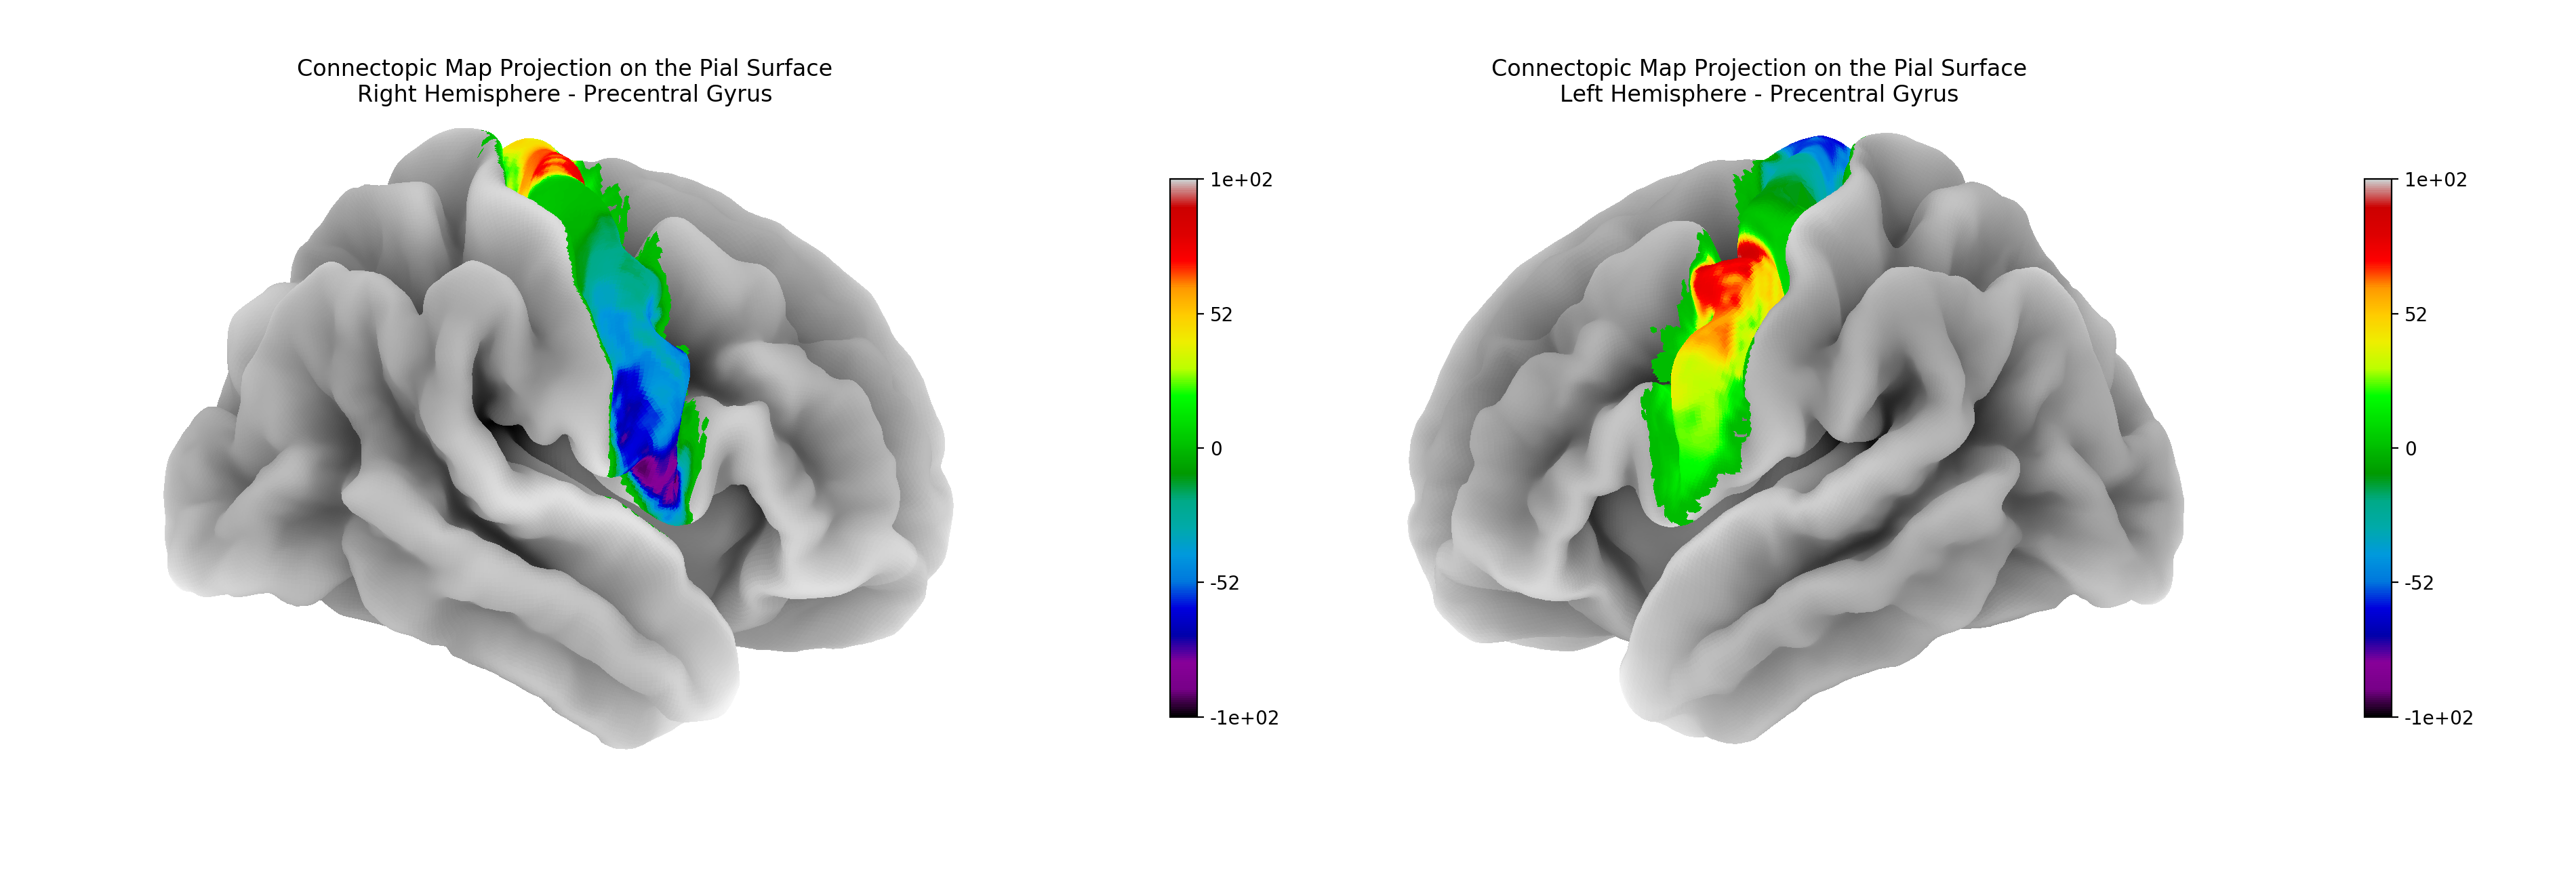 Connectopic Map Projection on the Pial Surface
Right Hemisphere - Precentral Gyrus
1e+02
52
0
-52
-1e+02
Connectopic Map Projection on the Pial Surface
Left Hemisphere - Precentral Gyrus
1e+02
52
0
-52
-1e+02